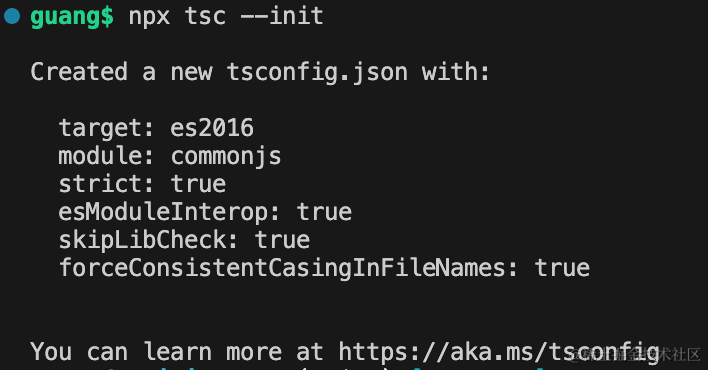 guang$ npx tsc --init
Created a new tsconfig.json with:
target: es2016
module: commonjs
strict: true
esModuleInterop: true
skipLibCheck: true
forceConsistentCasingInFileNames: true
You can learn more at https://aka.ms/tsconfig
@稀土掘金技术社区